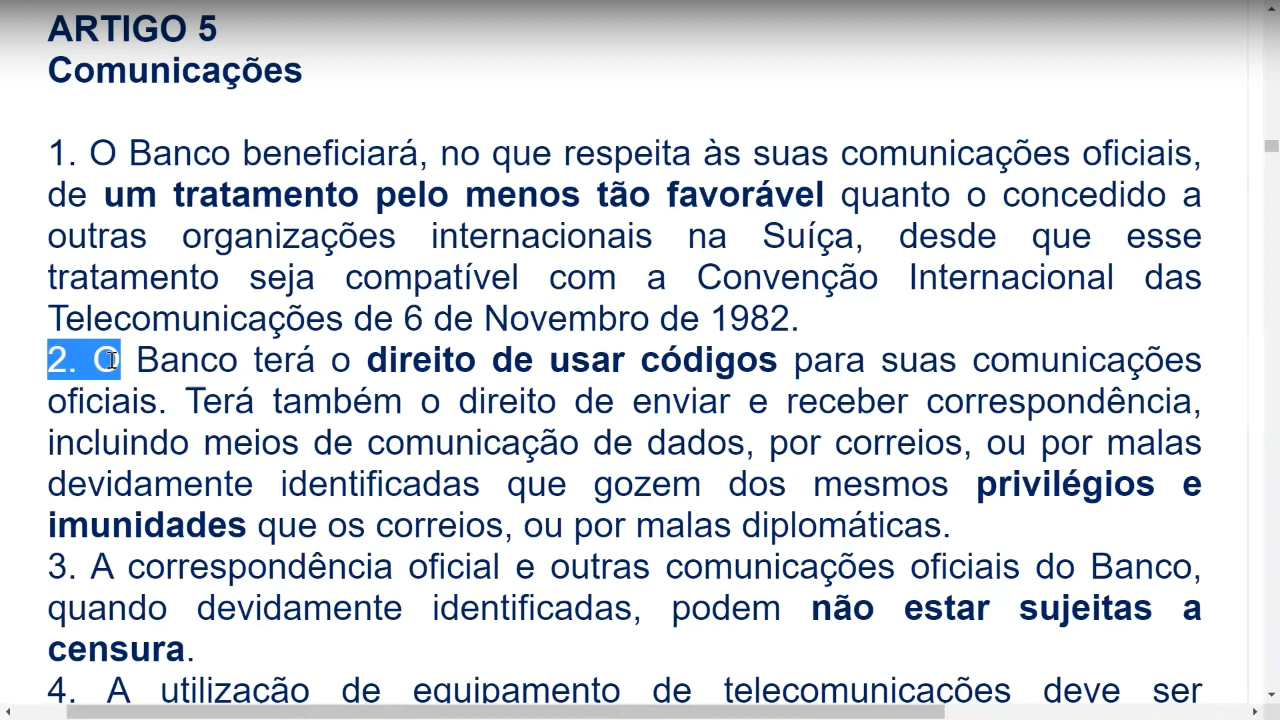 ARTIGO 5
Comunicações
1. O Banco beneficiará, no que respeita às suas comunicações oficiais,
de um tratamento pelo menos tão favorável quanto o concedido a
outras organizações internacionais na Suíça, desde que esse
tratamento seja compatível com a Convenção Internacional das
Telecomunicações de 6 de Novembro de 1982.
2. O Banco terá o direito de usar códigos para suas comunicações
oficiais. Terá também o direito de enviar e receber correspondência,
incluindo meios de comunicação de dados, por correios, ou por malas
devidamente identificadas que gozem dos mesmos privilégios e
imunidades que os correios, ou por malas diplomáticas.
3. A correspondência oficial e outras comunicações oficiais do Banco,
quando devidamente identificadas, podem não estar sujeitas a
censura.
4. A utilização de equipamento de telecomunicações deve ser